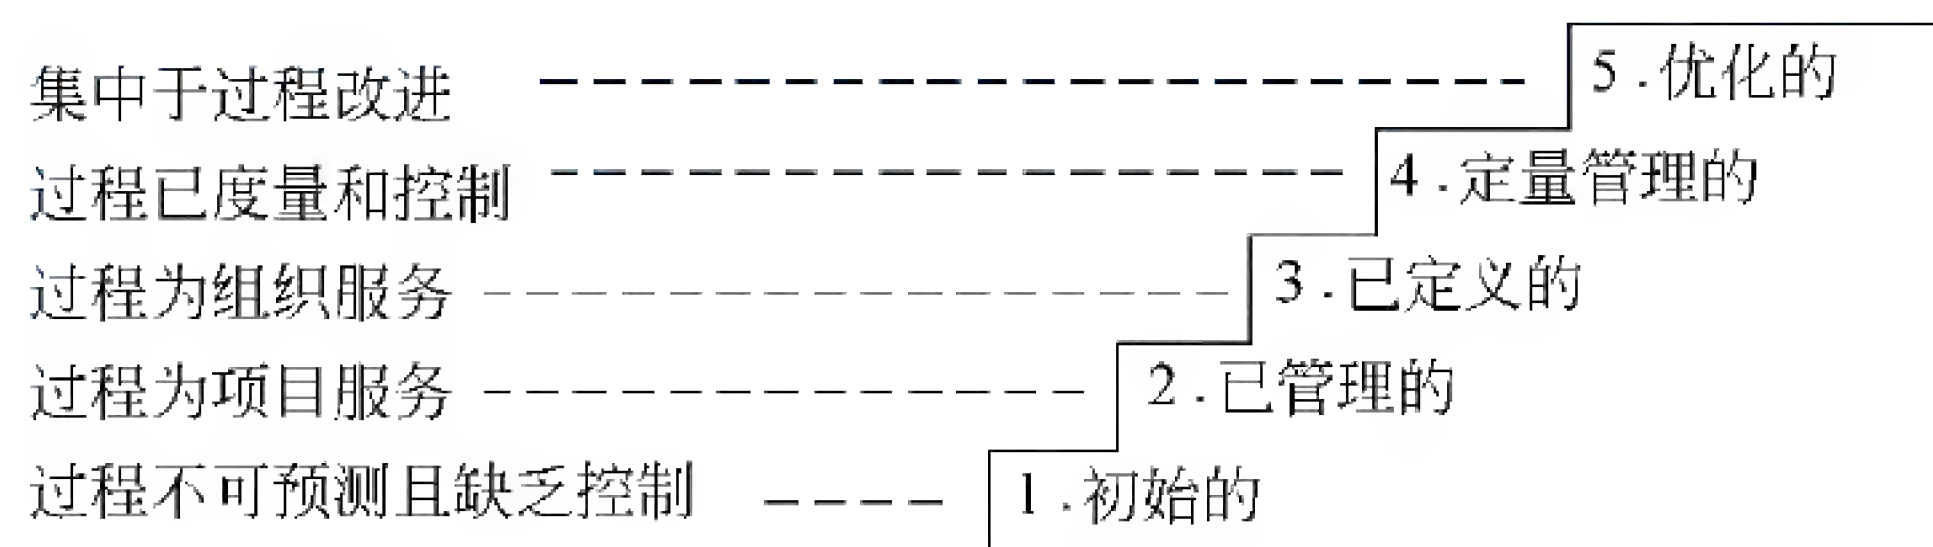 集中于过程改进 5.优化的
过程已度量和控制 4.定量管理的
过程为组织服务 3.已定义的
过程为项目服务 2.已管理的
过程不可预测且缺乏控制 1.初始的